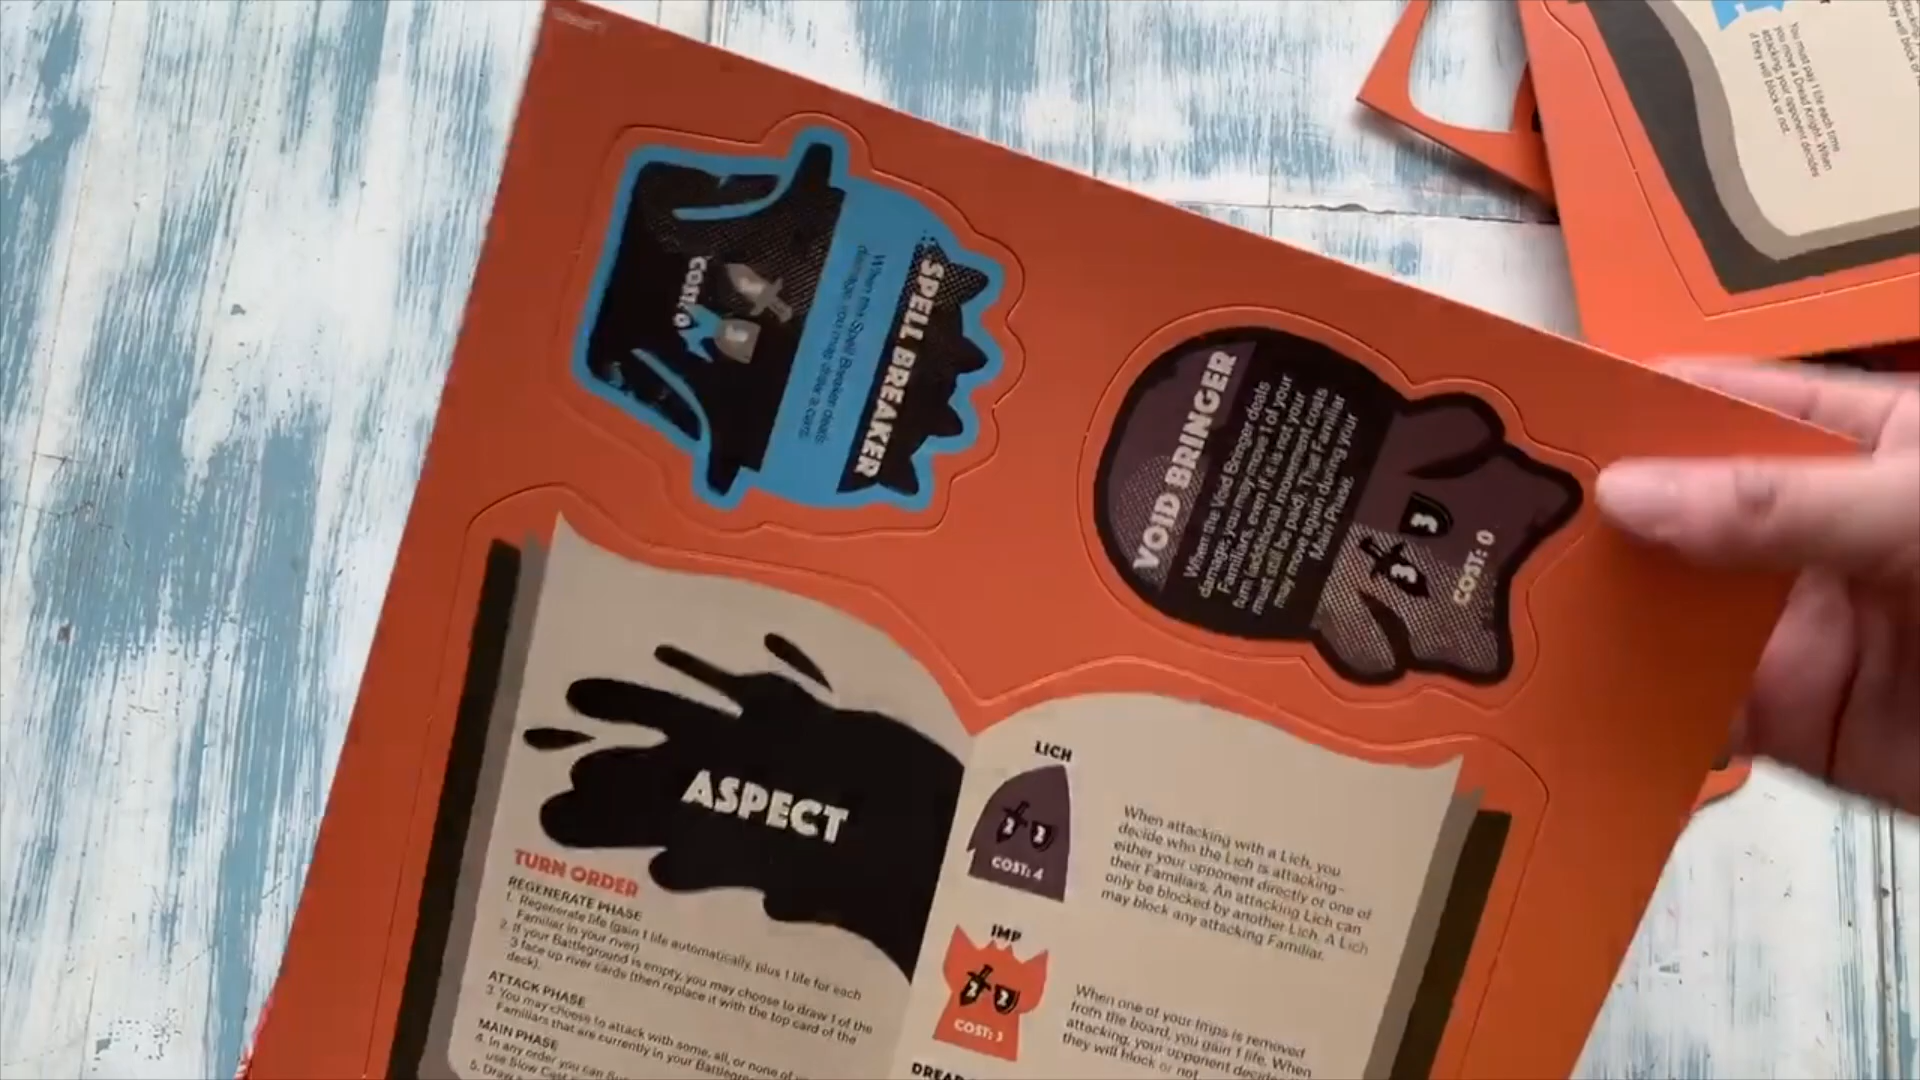 SPELL BREAKER
When the Spell Breaker deals
damage, you may draw a card.
COST: 0
VOID BRINGER
When the Void Bringer deals
damage, you may move 1 of your
Familiars, even if it is not your
turn (additional movement costs
must still be paid). That Familiar
may move again during your
Main Phase.
3 3
COST: 0
ASPECT
TURN ORDER
REGENERATE PHASE
1. Regenerate life (gain 1 life automatically, plus 1 life for each
Familiar in your river)
2. If your Battleground is empty, you may choose to draw 1 of the
3 face up river cards (then replace it with the top card of the
deck).
ATTACK PHASE
3. You may choose to attack with some, all, or none of
Familiars that are currently in your
MAIN PHASE
4. In any order you can
use Slow
5. Draw
LICH
2 2
COST: 4
When attacking with a Lich, you
decide who the Lich is attacking–
either your opponent directly or one of
their Familiars. An attacking Lich can
only be blocked by another Lich. A Lich
may block any attacking Familiar.
IMP
2 2
COST: 3
When one of your Imps is removed
from the board, you gain 1 life. When
attacking, your opponent
they will block or not
You must pay 1 life each time
you move a Dread Knight. When
attacking, your opponent decides
if they will block or not.